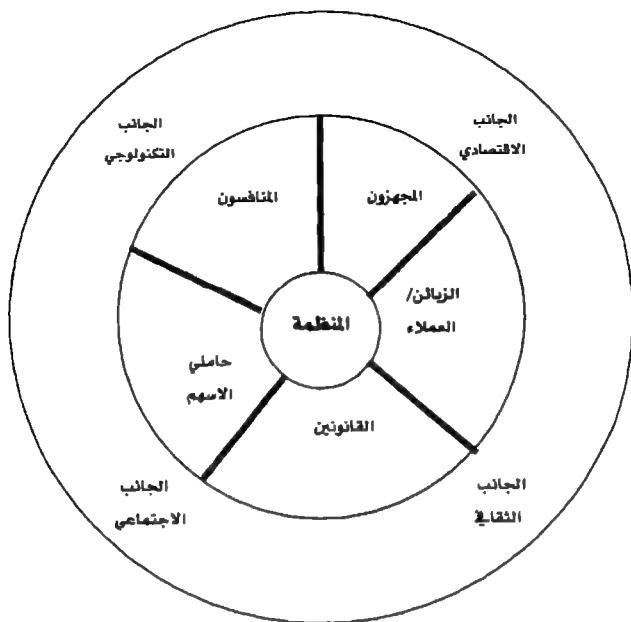 الجانب
الاقتصادي
الجانب
التكنولوجي
المجهزون
المنافسون
الزبائن/
العملاء
المنظمة
حاملي
الاسهم
القانونين
الجانب
الثقافي
الجانب
الاجتماعي